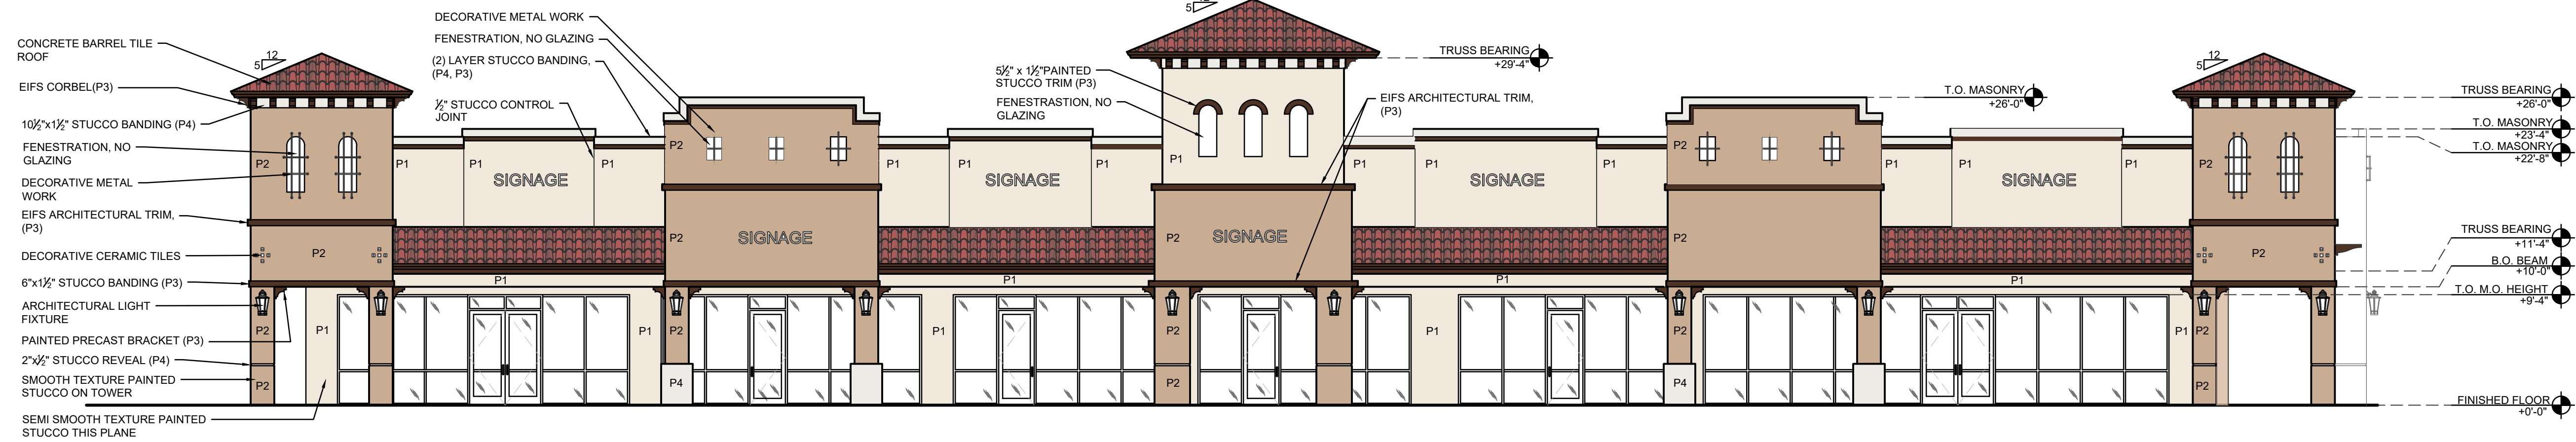 CONCRETE BARREL TILE
ROOF
EIFS CORBEL(P3)
10½"x1½" STUCCO BANDING (P4)
FENESTRATION, NO
GLAZING
DECORATIVE METAL
WORK
EIFS ARCHITECTURAL TRIM,
(P3)
DECORATIVE CERAMIC TILES
6"x1½" STUCCO BANDING (P3)
ARCHITECTURAL LIGHT
FIXTURE
PAINTED PRECAST BRACKET (P3)
2"x½" STUCCO REVEAL (P4)
SMOOTH TEXTURE PAINTED
STUCCO ON TOWER
SEMI SMOOTH TEXTURE PAINTED
STUCCO THIS PLANE
12
5
DECORATIVE METAL WORK
FENESTRATION, NO GLAZING
(2) LAYER STUCCO BANDING,
(P4, P3)
½" STUCCO CONTROL
JOINT
5
5½" x 1½"PAINTED
STUCCO TRIM (P3)
FENESTRASTION, NO
GLAZING
TRUSS BEARING
+29'-4"
EIFS ARCHITECTURAL TRIM,
(P3)
T.O. MASONRY
+26'-0"
12
5
TRUSS BEARING
+26'-0"
T.O. MASONRY
+23'-4"
T.O. MASONRY
+22'-8"
TRUSS BEARING
+11'-4"
B.O. BEAM
+10'-0"
T.O. M.O. HEIGHT
+9'-4"
FINISHED FLOOR
+0'-0"
P2 P1 P1 P2 P1 P1 P1 P1 P1 P1 P2 P1 P1 P2
SIGNAGE SIGNAGE SIGNAGE SIGNAGE
P2 P2 SIGNAGE P2 SIGNAGE P2 P2
P1 P1 P1 P1
P2 P1 P1 P2 P1 P2 P1 P2 P1 P2
P2 P4 P2 P4 P2